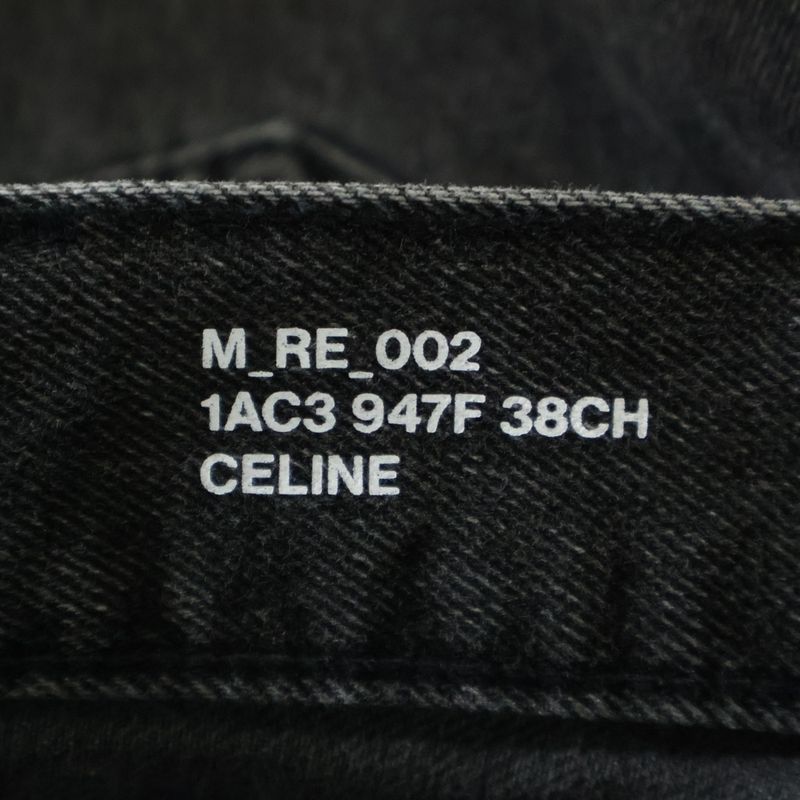 M_RE_002
1AC3 947F 38CH
CELINE